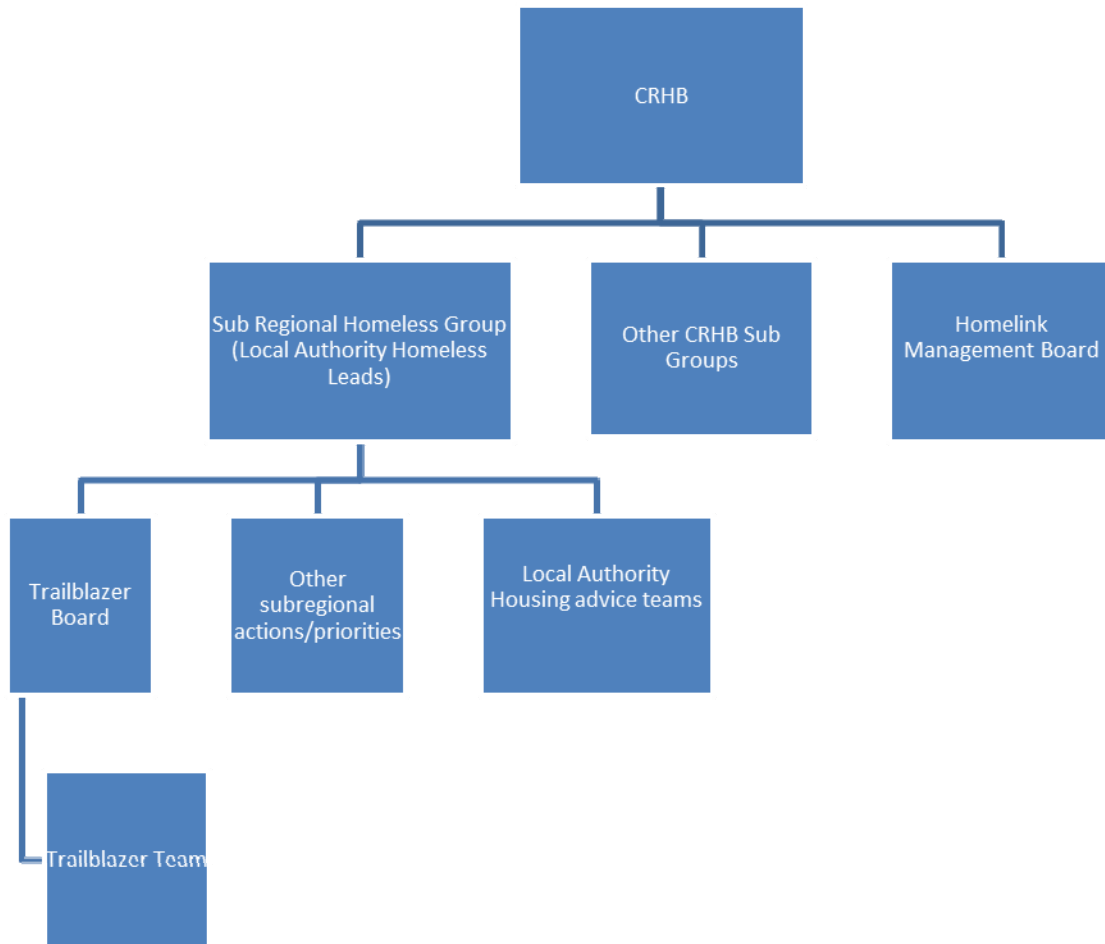 CRHB
Sub Regional Homeless Group
(Local Authority Homeless
Leads)
Other CRHB Sub
Groups
Homelink
Management Board
Trailblazer
Board
Other
subregional
actions/priorities
Local Authority
Housing advice teams
Trailblazer Team